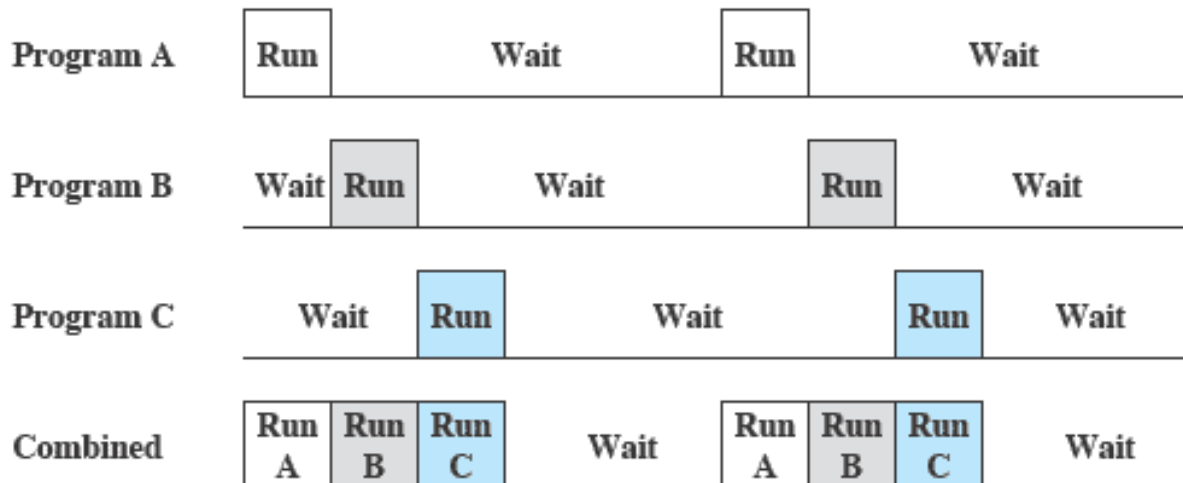 Program A Run Wait Run Wait
Program B Wait Run Wait Run Wait
Program C Wait Run Wait Run Wait
Combined Run A Run B Run C Wait Run A Run B Run C Wait